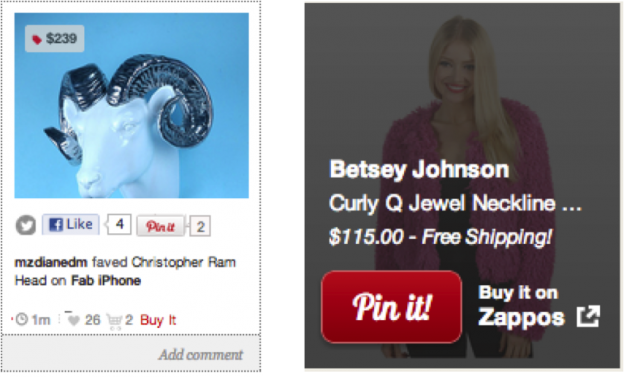 $239
Like 4 Pin it 2
mzdianedm faved Christopher Ram
Head on Fab iPhone
1m 26 2 Buy It
Add comment
Betsey Johnson
Curly Q Jewel Neckline ...
$115.00 - Free Shipping!
Pin it!
Buy it on
Zappos